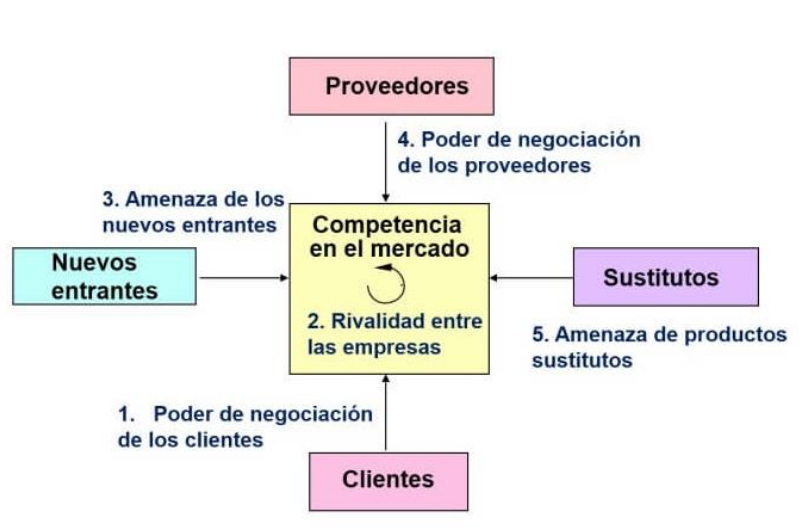 Proveedores
4. Poder de negociación
de los proveedores
3. Amenaza de los
nuevos entrantes
Competencia
en el mercado
Nuevos
entrantes
Sustitutos
2. Rivalidad entre
las empresas
5. Amenaza de productos
sustitutos
1. Poder de negociación
de los clientes
Clientes